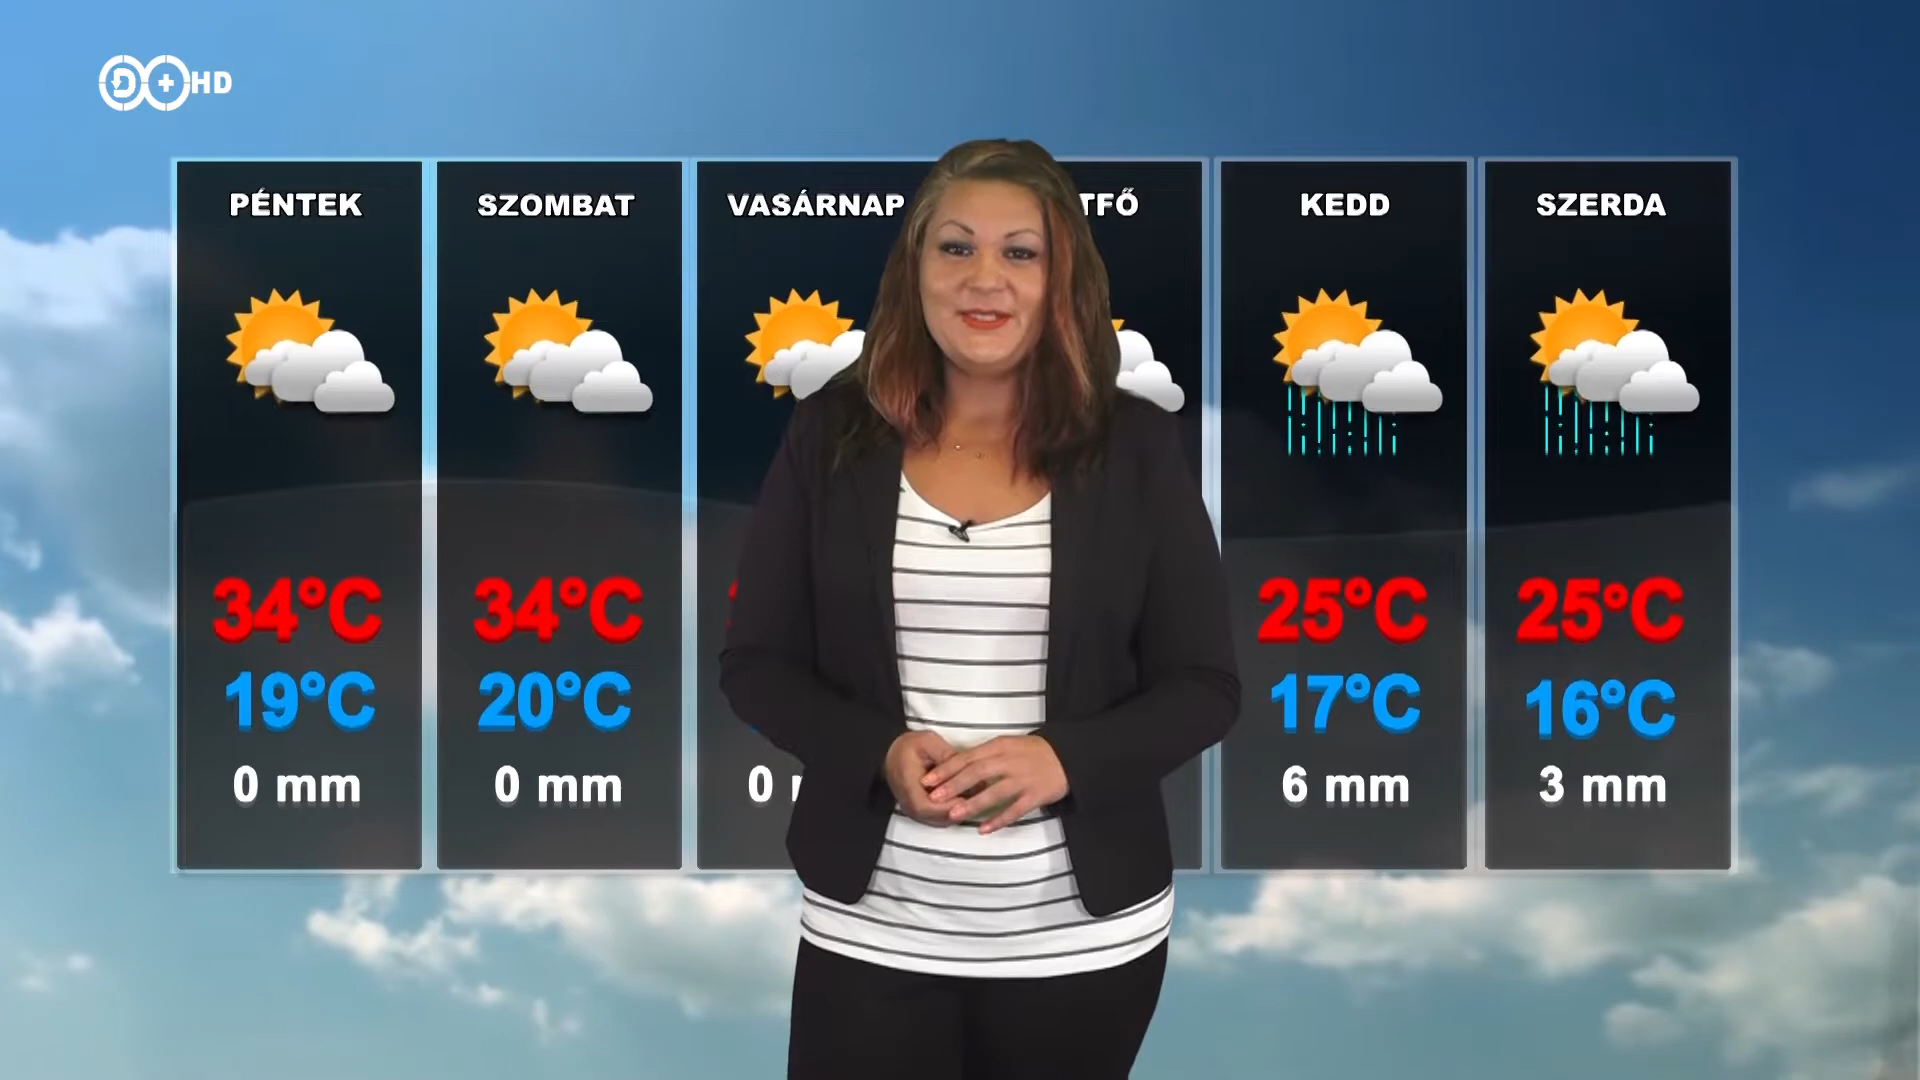 Đ+HD
PÉNTEK
34°C
19°C
0 mm
SZOMBAT
34°C
20°C
0 mm
VASÁRNAP
0
KEDD
25°C
17°C
6 mm
SZERDA
25°C
16°C
3 mm